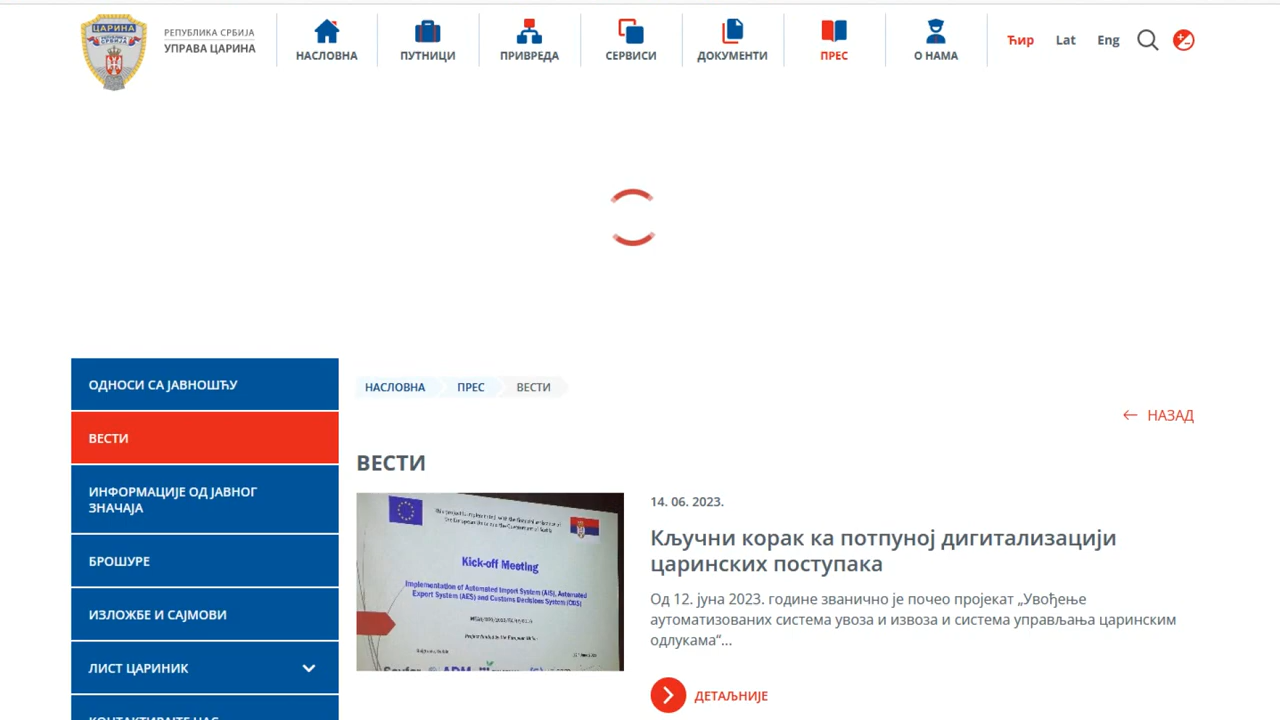 ЦАРИНА
РЕПУБЛИКА СРБИЈА
УПРАВА ЦАРИНА
НАСЛОВНА
ПУТНИЦИ
ПРИВРЕДА
СЕРВИСИ
ДОКУМЕНТИ
ПРЕС
О НАМА
Ћир
Lat
Eng
ОДНОСИ СА ЈАВНОШЋУ
ВЕСТИ
ИНФОРМАЦИЈЕ ОД ЈАВНОГ
ЗНАЧАЈА
БРОШУРЕ
ИЗЛОЖБЕ И САЈМОВИ
ЛИСТ ЦАРИНИК
КОНТАКТИРАЈТЕ НАС
НАСЛОВНА
ПРЕС
ВЕСТИ
← НАЗАД
ВЕСТИ
Kick-off Meeting
Implementation of Automated Import System (AIS), Automated
Export System (AES) and Customs Decisions System (CDS)
14. 06. 2023.
Кључни корак ка потпуној дигитализацији
царинских поступака
Од 12. јуна 2023. године званично је почео пројекат „Увођење
аутоматизованих система увоза и извоза и система управљања царинским
одлукама“...
ДЕТАЉНИЈЕ